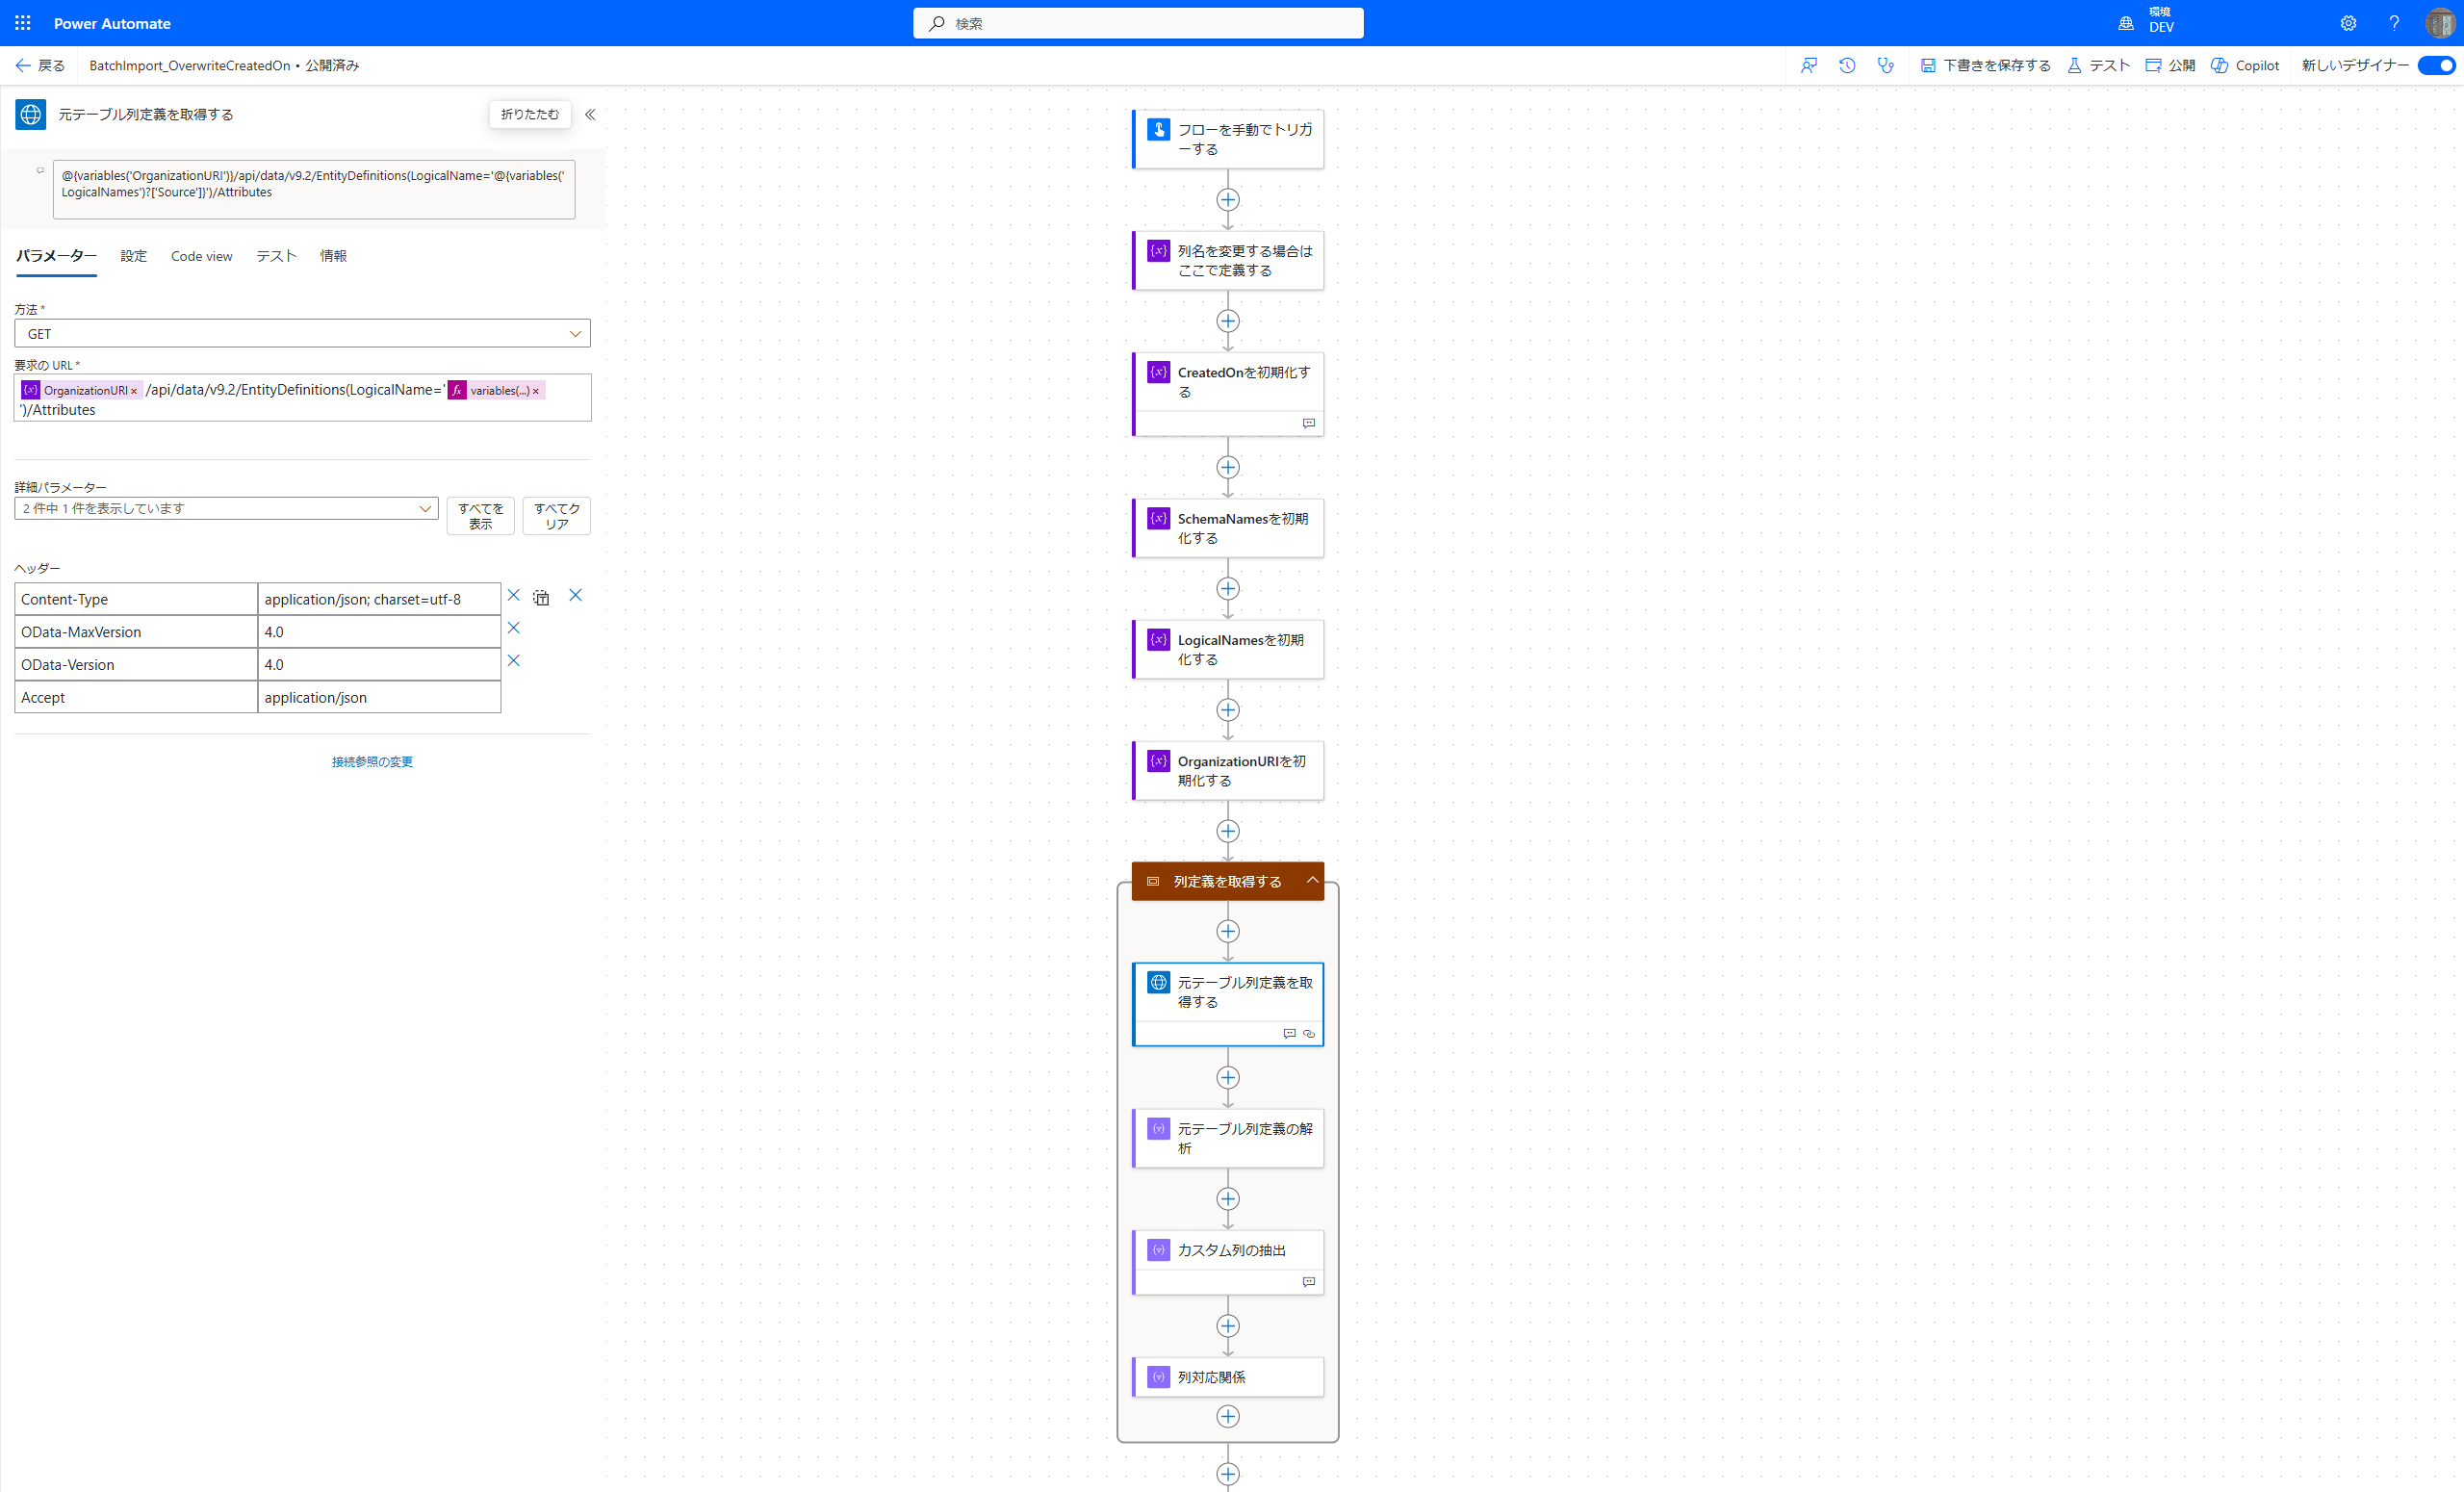 Power Automate
検索
環境
DEV
戻る
BatchImport_OverwriteCreatedOn • 公開済み
下書きを保存する
テスト
公開
Copilot
新しいデザイナー
元テーブル列定義を取得する
折りたたむ
@{variables('OrganizationURI')}/api/data/v9.2/EntityDefinitions(LogicalName='@{variables('
LogicalNames')?['Source']}')/Attributes
パラメーター
設定
Code view
テスト
情報
方法 *
GET
要求の URL *
{x} OrganizationURI × /api/data/v9.2/EntityDefinitions(LogicalName=' fx variables(...) ×
')/Attributes
詳細パラメーター
2 件中 1 件を表示しています
すべてを
表示
すべてク
リア
ヘッダー
Content-Type application/json; charset=utf-8
OData-MaxVersion 4.0
OData-Version 4.0
Accept application/json
接続参照の変更
フローを手動でトリガ
ーする
{x} 列名を変更する場合は
ここで定義する
{x} CreatedOnを初期化す
る
{x} SchemaNamesを初期
化する
{x} LogicalNamesを初期
化する
{x} OrganizationURIを初
期化する
列定義を取得する
元テーブル列定義を取
得する
{v} 元テーブル列定義の解
析
{v} カスタム列の抽出
{v} 列対応関係